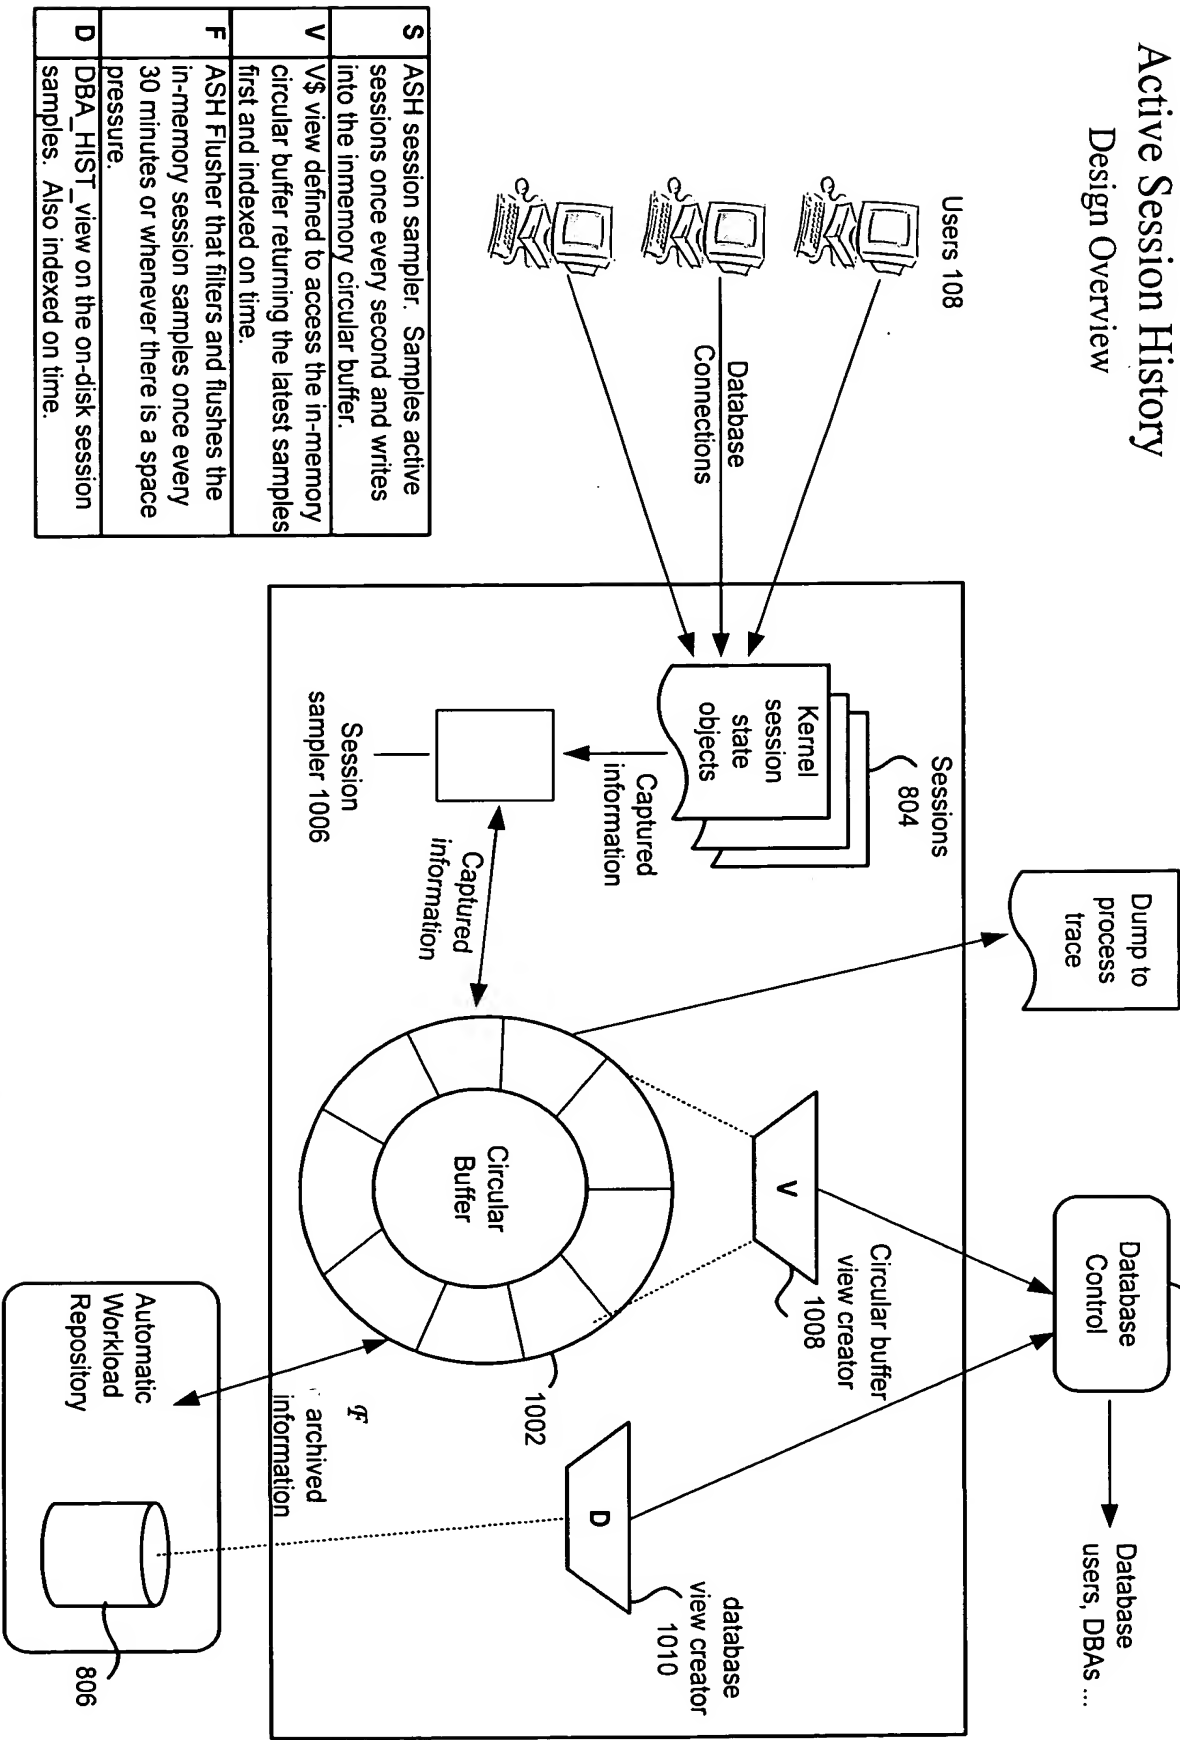 Active Session History
Design Overview
Users 108
Database
Connections
Sessions
804
Kernel
session
state
objects
Captured
information
Session
sampler 1006
Captured
information
Dump to
process
trace
Circular
Buffer
1002
V
Circular buffer
view creator
1008
Database
Control
Database
users, DBAs ...
D
database
view creator
1010
F
archived
information
Automatic
Workload
Repository
806
S ASH session sampler. Samples active
sessions once every second and writes
into the inmemory circular buffer.
V V$ view defined to access the in-memory
circular buffer returning the latest samples
first and indexed on time.
F ASH Flusher that filters and flushes the
in-memory session samples once every
30 minutes or whenever there is a space
pressure.
D DBA_HIST_view on the on-disk session
samples. Also indexed on time.